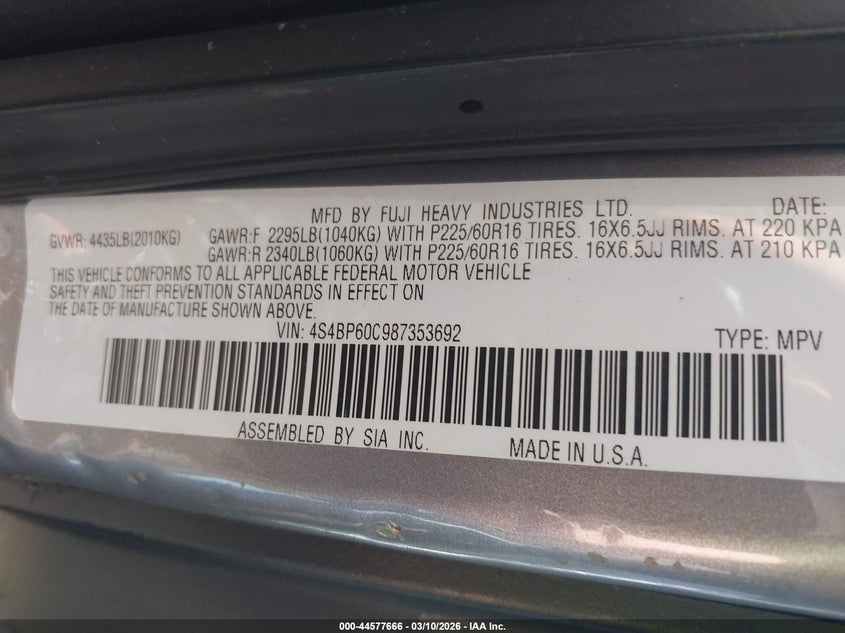 MFD BY FUJI HEAVY INDUSTRIES LTD. DATE:
GVWR: 4435LB(2010KG) GAWR:F 2295LB(1040KG) WITH P225/60R16 TIRES. 16X6.5JJ RIMS. AT 220 KPA
GAWR:R 2340LB(1060KG) WITH P225/60R16 TIRES. 16X6.5JJ RIMS. AT 210 KPA
THIS VEHICLE CONFORMS TO ALL APPLICABLE FEDERAL MOTOR VEHICLE
SAFETY AND THEFT PREVENTION STANDARDS IN EFFECT ON
THE DATE OF MANUFACTURE SHOWN ABOVE.
VIN: 4S4BP60C987353692 TYPE: MPV
ASSEMBLED BY SIA INC. MADE IN U.S.A.
000-44577666 - 03/10/2026 - IAA Inc.